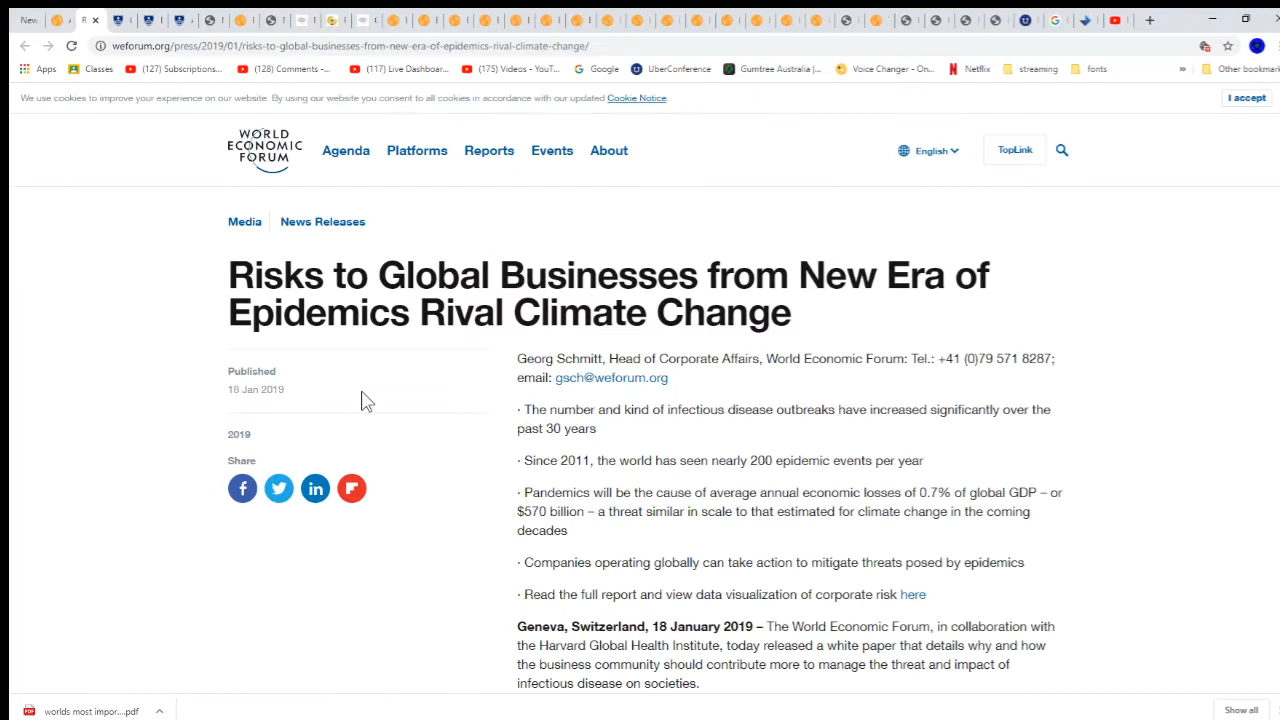 New
weforum.org/press/2019/01/risks-to-global-businesses-from-new-era-of-epidemics-rival-climate-change/
Apps Classes (127) Subscriptions... (128) Comments -... (117) Live Dashboar... (175) Videos - YouT... Google UberConference Gumtree Australia |... Voice Changer - On... Netflix streaming fonts » Other bookmark
We use cookies to improve your experience on our website. By using our website you consent to all cookies in accordance with our updated Cookie Notice. I accept
WORLD
ECONOMIC
FORUM
Agenda Platforms Reports Events About English TopLink
Media News Releases
Risks to Global Businesses from New Era of
Epidemics Rival Climate Change
Published
18 Jan 2019
2019
Share
Georg Schmitt, Head of Corporate Affairs, World Economic Forum: Tel.: +41 (0)79 571 8287;
email: gsch@weforum.org
· The number and kind of infectious disease outbreaks have increased significantly over the
past 30 years
· Since 2011, the world has seen nearly 200 epidemic events per year
· Pandemics will be the cause of average annual economic losses of 0.7% of global GDP – or
$570 billion – a threat similar in scale to that estimated for climate change in the coming
decades
· Companies operating globally can take action to mitigate threats posed by epidemics
· Read the full report and view data visualization of corporate risk here
Geneva, Switzerland, 18 January 2019 – The World Economic Forum, in collaboration with
the Harvard Global Health Institute, today released a white paper that details why and how
the business community should contribute more to manage the threat and impact of
infectious disease on societies.
worlds most impor....pdf Show all